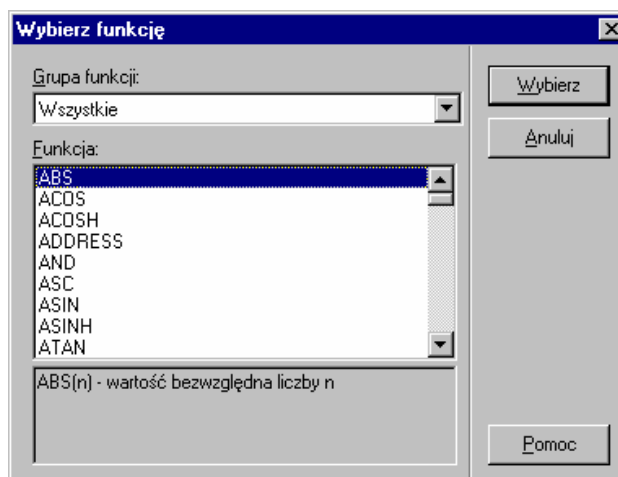 Wybierz funkcję
Grupa funkcji:
Wszystkie
Funkcja:
ABS
ACOS
ACOSH
ADDRESS
AND
ASC
ASIN
ASINH
ATAN
ABS(n) - wartość bezwzględna liczby n
Wybierz
Anuluj
Pomoc